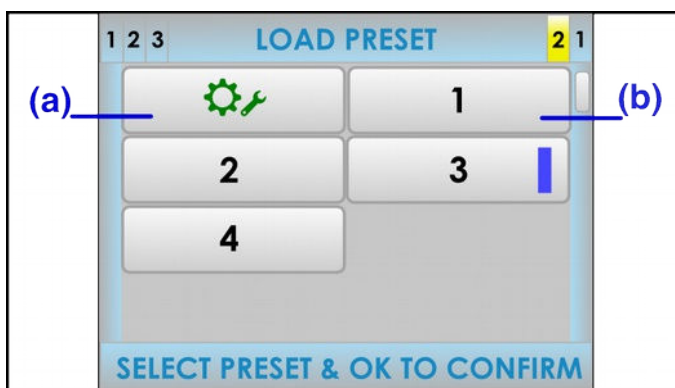 1 2 3 LOAD PRESET 2 1
(a) 1 (b)
2 3
4
SELECT PRESET & OK TO CONFIRM